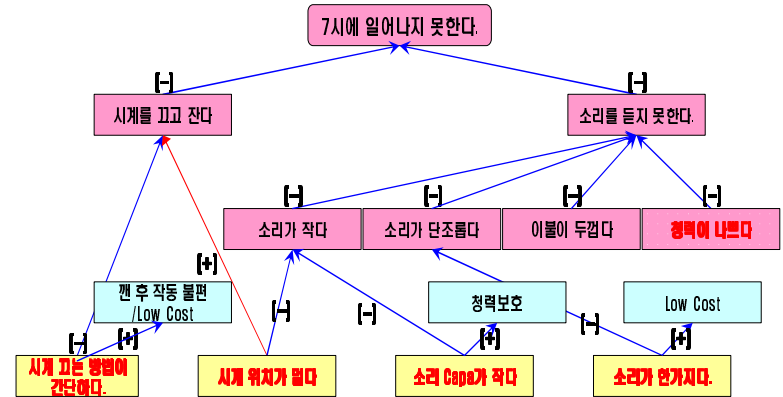 7시에 일어나지 못한다.
[-] [-]
시계를 끄고 잔다 소리를 듣지 못한다.
[-] [-] [-] [-]
소리가 작다 소리가 단조롭다 이불이 두껍다 청력이 나쁘다
[+]
깬 후 작동 불편
/Low Cost
청력보호 Low Cost
[-] [+] [-] [-] [+] [-] [+]
시계 끄는 방법이
간단하다.
시계 위치가 멀다 소리 Capa가 작다 소리가 한가지다.